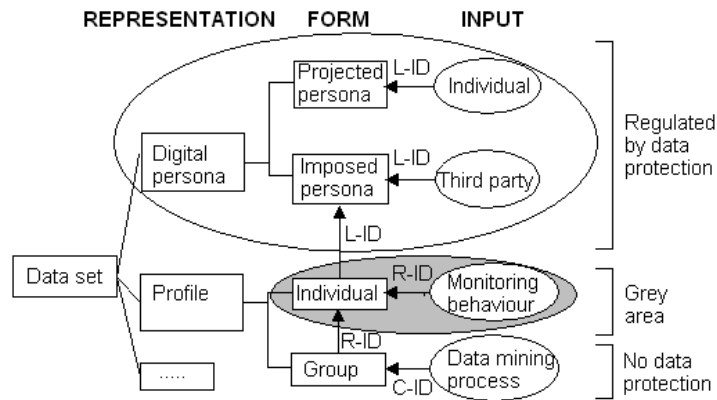 REPRESENTATION FORM INPUT
Projected
persona
L-ID
Individual
Digital
persona
Imposed
persona
L-ID
Third party
Regulated
by data
protection
L-ID
Data set
Profile
Individual
R-ID
Monitoring
behaviour
Grey
area
R-ID
.....
Group
C-ID
Data mining
process
No data
protection